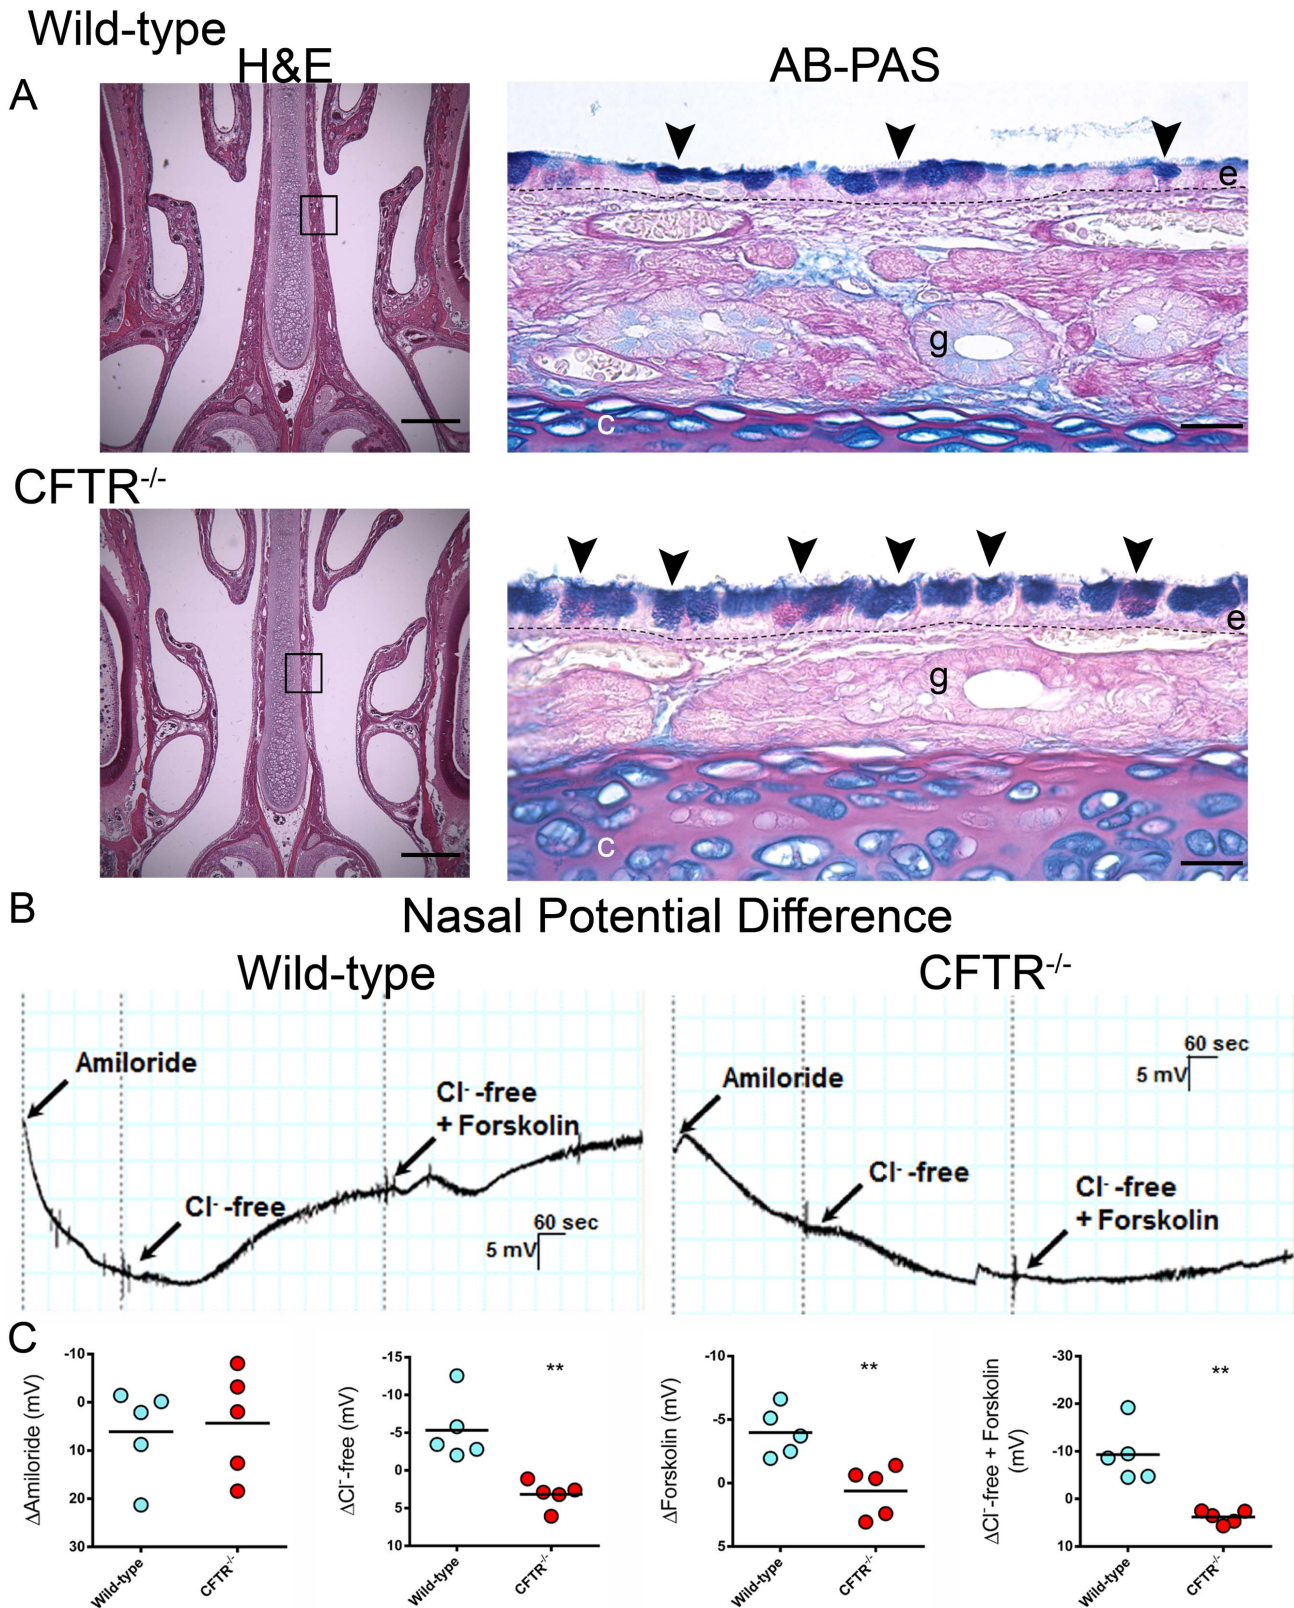 Wild-type
H&E
AB-PAS
A
e
g
c
CFTR-/-
e
g
c
B
Nasal Potential Difference
Wild-type
CFTR-/-
Amiloride
Cl- -free
Cl- -free
+ Forskolin
60 sec
5 mV
Amiloride
Cl- -free
Cl- -free
+ Forskolin
60 sec
5 mV
C
ΔAmiloride (mV)
-10
0
10
20
30
Wild-type
CFTR-/-
ΔCl⁻-free (mV)
-15
-10
-5
0
5
10
**
Wild-type
CFTR-/-
ΔForskolin (mV)
-10
-5
0
5
**
Wild-type
CFTR-/-
ΔCl⁻-free + Forskolin
(mV)
-30
-20
-10
0
10
**
Wild-type
CFTR-/-